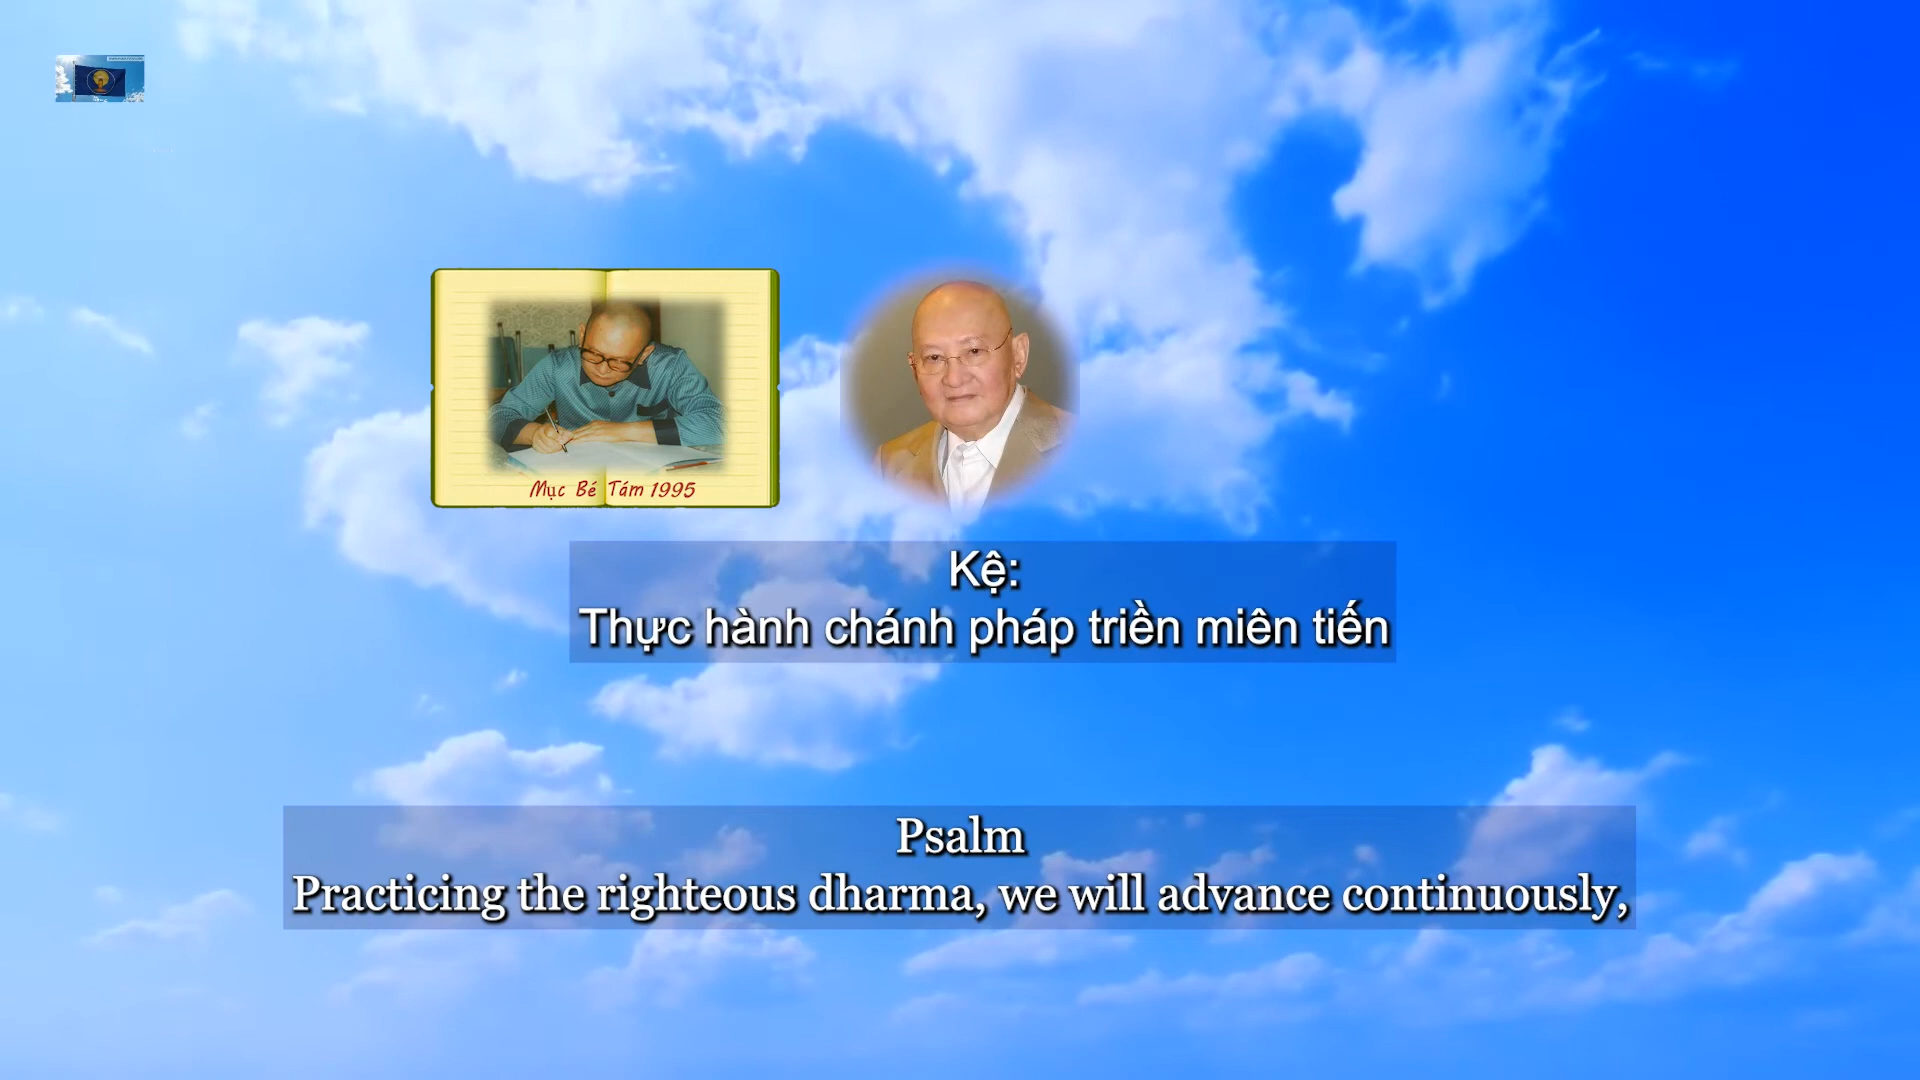 Mục Bé Tám 1995
Kệ:
Thực hành chánh pháp triền miên tiến
Psalm
Practicing the righteous dharma, we will advance continuously,